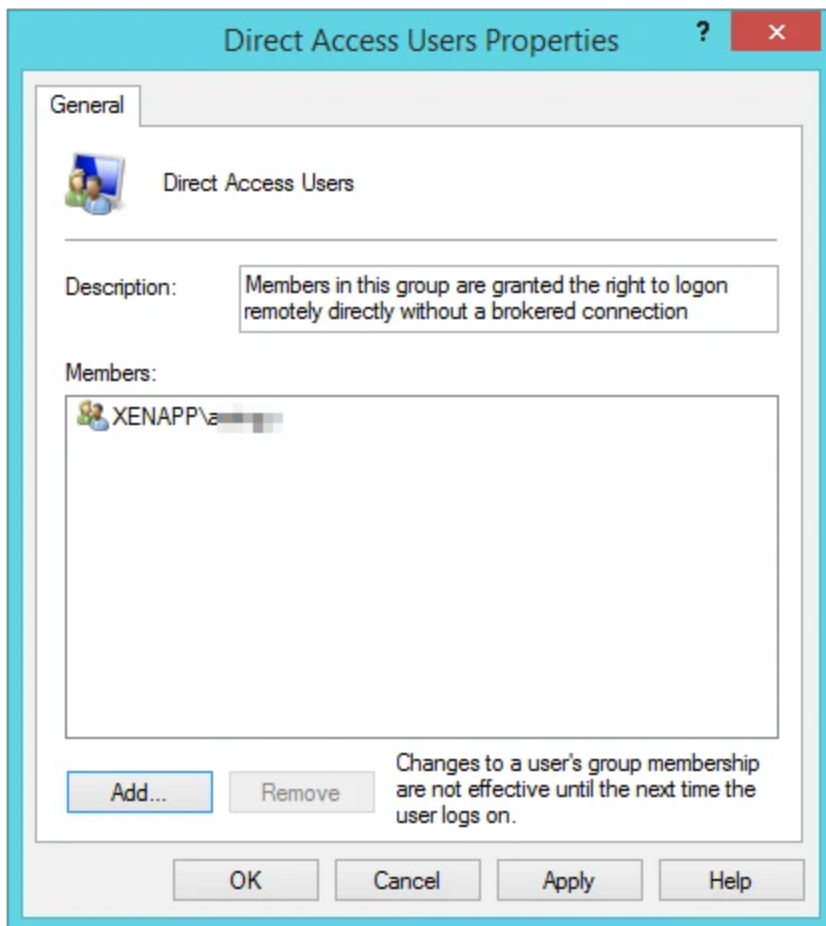 Direct Access Users Properties
?
General
Direct Access Users
Description:
Members in this group are granted the right to logon
remotely directly without a brokered connection
Members:
XENAPP\
Add...
Remove
Changes to a user's group membership
are not effective until the next time the
user logs on.
OK
Cancel
Apply
Help